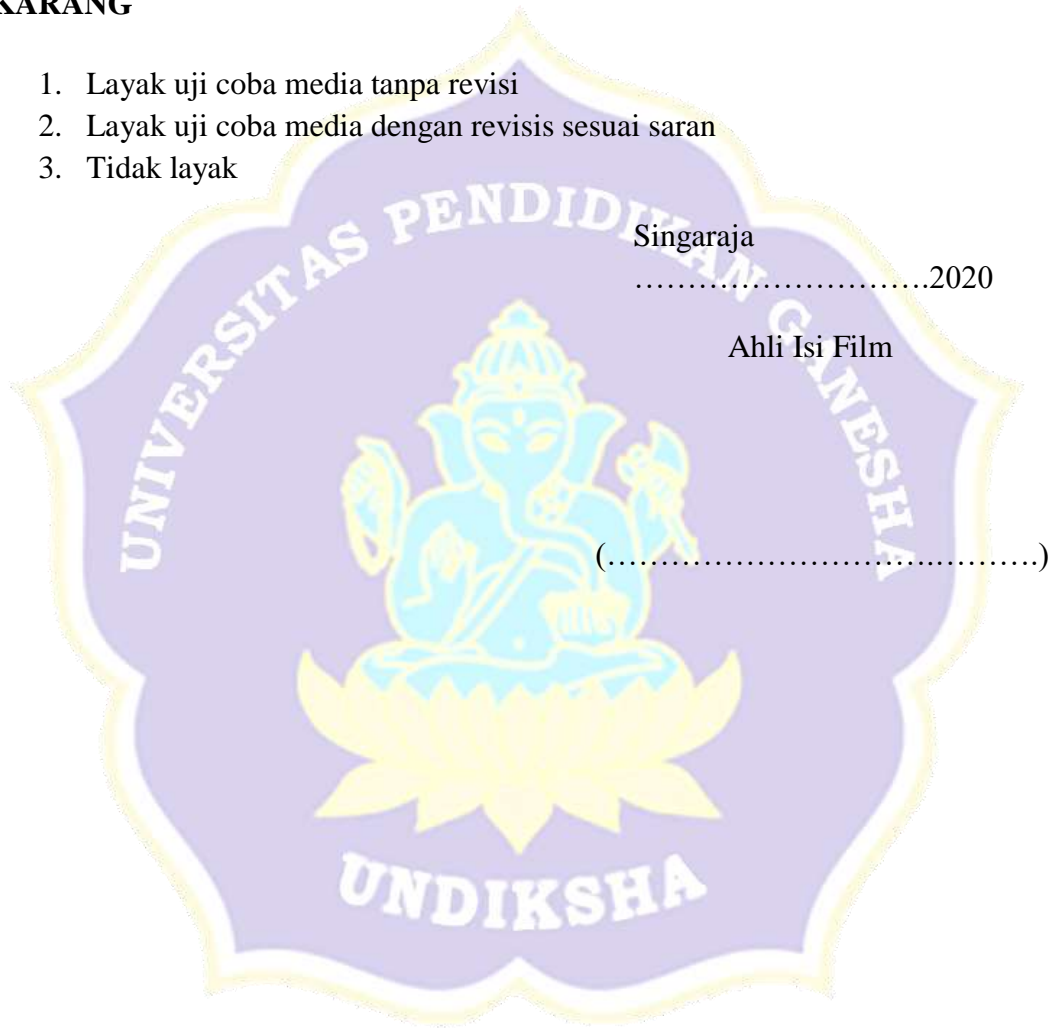 KARANG
1. Layak uji coba media tanpa revisi
2. Layak uji coba media dengan revisis sesuai saran
3. Tidak layak
Singaraja
……………………….2020
Ahli Isi Film
(………………………….……….)
UNIVERSITAS PENDIDIKAN GANESHA
UNDIKSHA